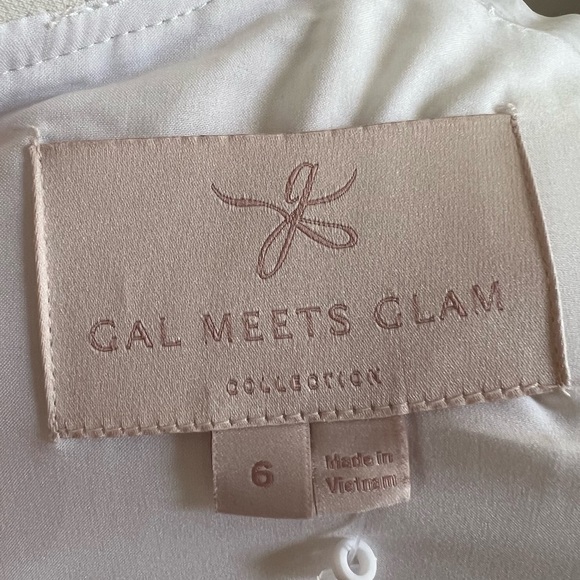 g
GAL MEETS GLAM
COLLECTION
6
Made in
Vietnam